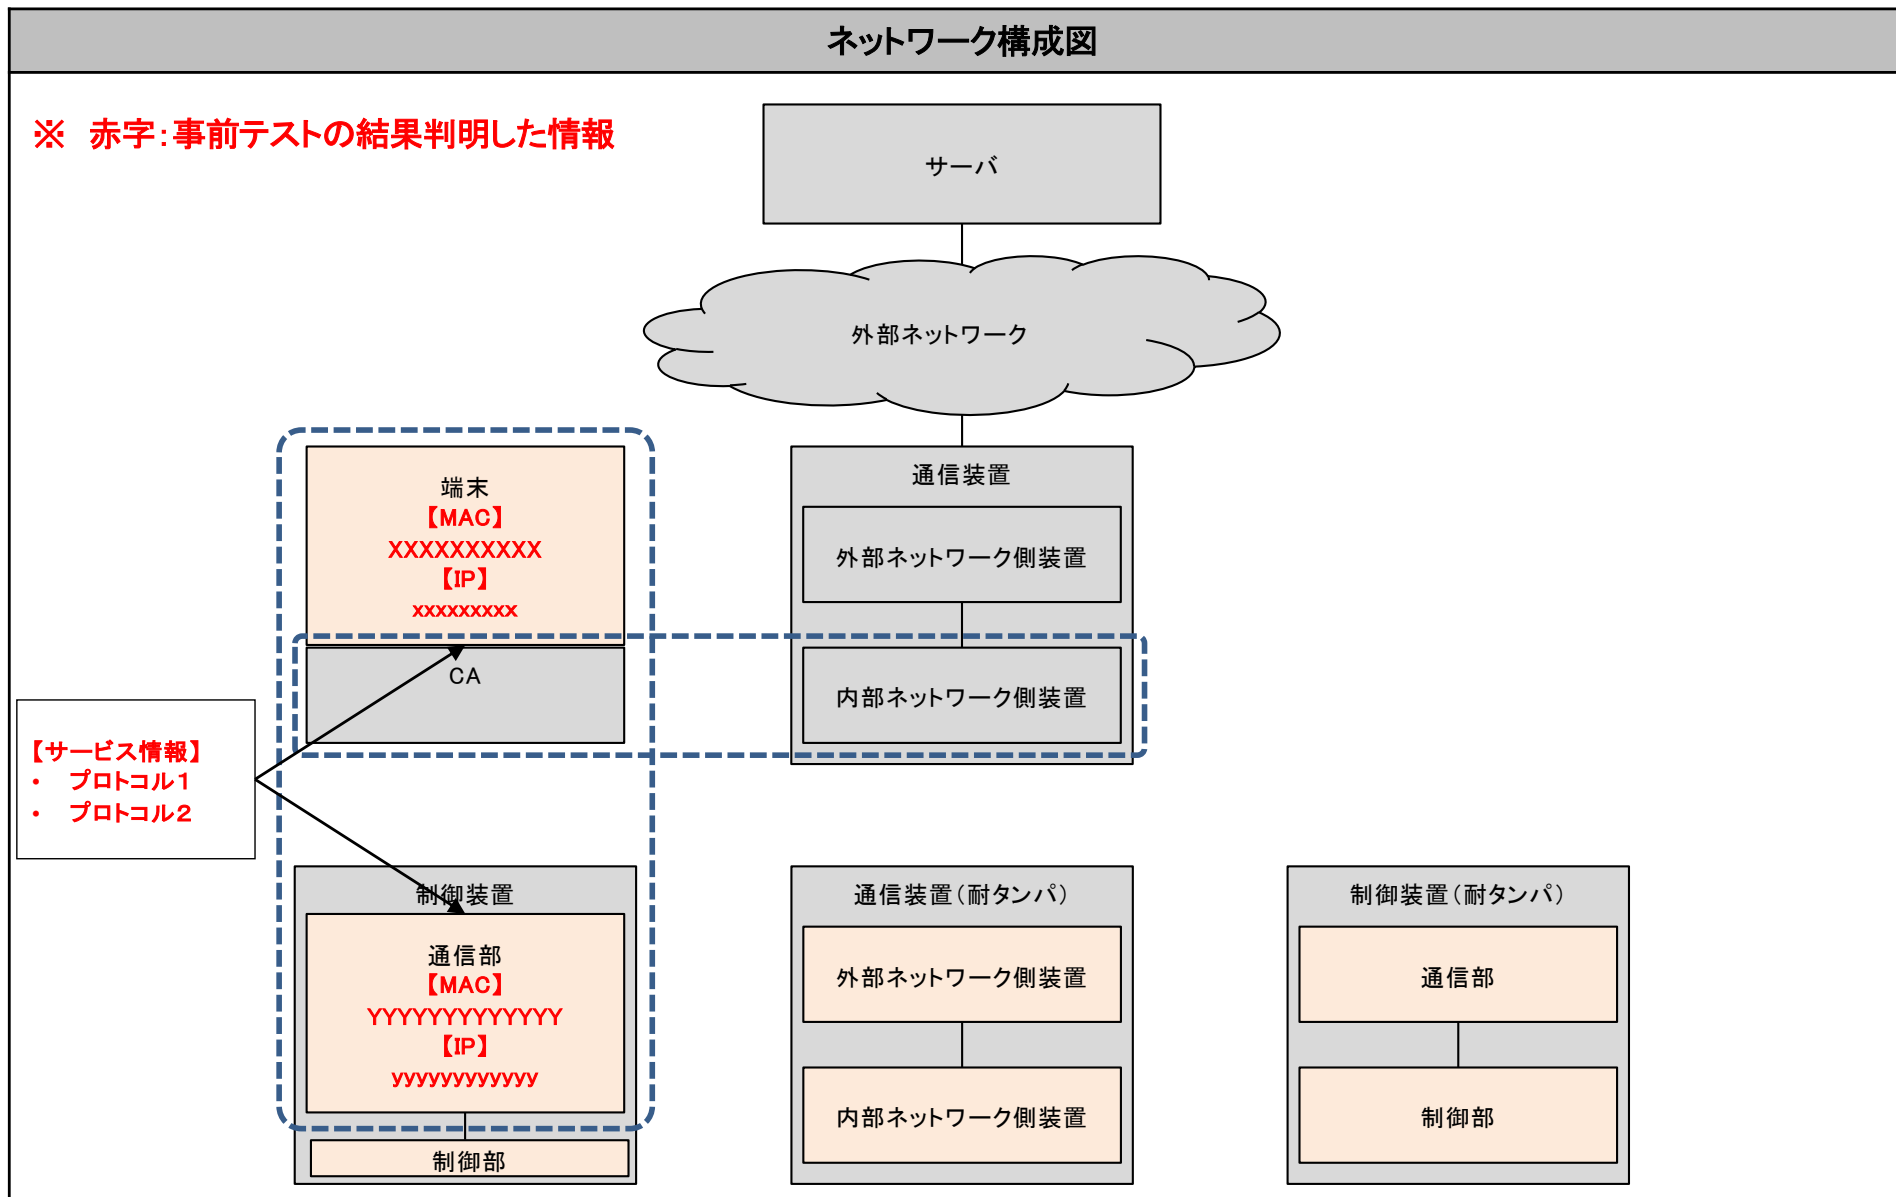 ネットワーク構成図
※　赤字：事前テストの結果判明した情報
サーバ
外部ネットワーク
端末
【MAC】
XXXXXXXXXX
【IP】
xxxxxxxxx
CA
通信装置
外部ネットワーク側装置
内部ネットワーク側装置
【サービス情報】
・　プロトコル１
・　プロトコル２
制御装置
通信部
【MAC】
YYYYYYYYYYYYY
【IP】
yyyyyyyyyyyy
制御部
通信装置（耐タンパ）
外部ネットワーク側装置
内部ネットワーク側装置
制御装置（耐タンパ）
通信部
制御部